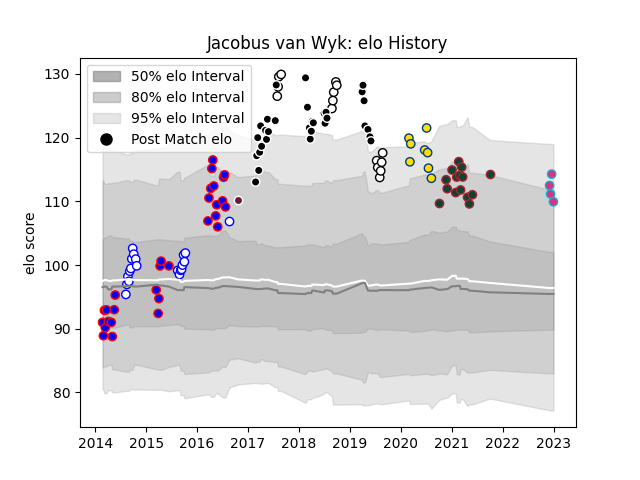 Jacobus van Wyk: elo History
50% elo Interval
80% elo Interval
95% elo Interval
Post Match elo
elo score
130
120
110
100
90
80
2014 2015 2016 2017 2018 2019 2020 2021 2022 2023